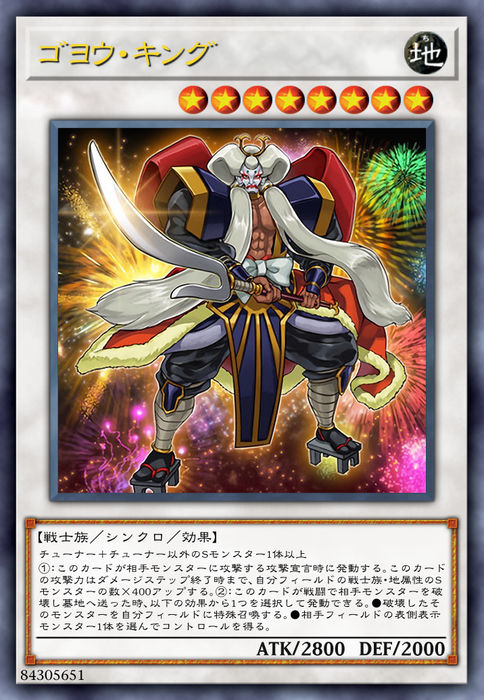 ゴヨウ・キング
ち
地
【戦士族／シンクロ／効果】
チューナー＋チューナー以外のSモンスター1体以上
①：このカードが相手モンスターに攻撃する攻撃宣言時に発動する。このカード
の攻撃力はダメージステップ終了時まで、自分フィールドの戦士族・地属性のS
モンスターの数×400アップする。②：このカードが戦闘で相手モンスターを破壊
し墓地へ送った時、以下の効果から1つを選択して発動できる。●破壊したそ
のモンスターを自分フィールドに特殊召喚する。●相手フィールドの表側表示
モンスター1体を選んでコントロールを得る。
ATK/2800 DEF/2000
84305651